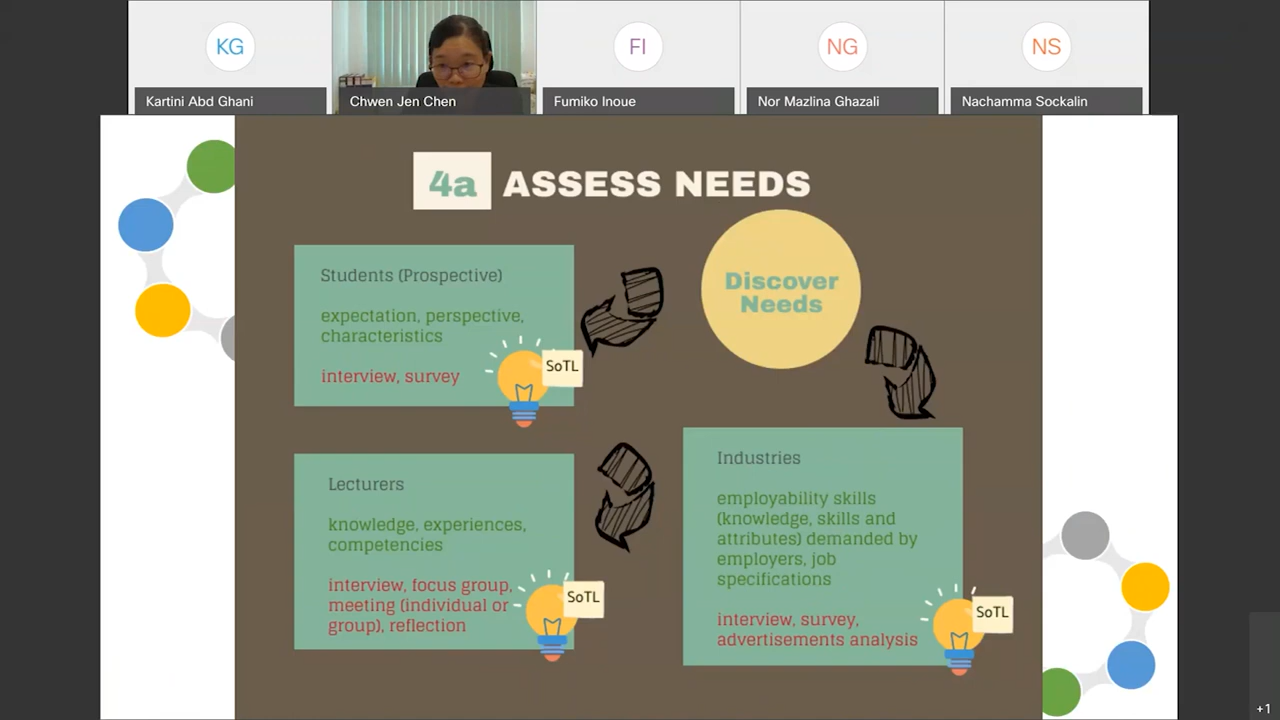 KG
FI
NG
NS
Kartini Abd Ghani
Chwen Jen Chen
Fumiko Inoue
Nor Mazlina Ghazali
Nachamma Sockalin
4a ASSESS NEEDS
Discover
Needs
Students (Prospective)
expectation, perspective,
characteristics
interview, survey
SoTL
Lecturers
knowledge, experiences,
competencies
interview, focus group,
meeting (individual or
group), reflection
SoTL
Industries
employability skills
(knowledge, skills and
attributes) demanded by
employers, job
specifications
interview, survey,
advertisements analysis
SoTL
+1